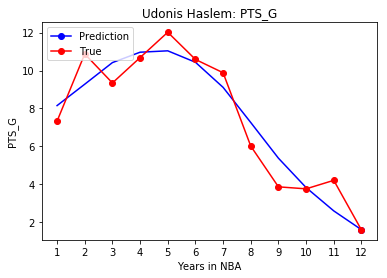 Udonis Haslem: PTS_G
Prediction
True
12
10
8
6
4
2
PTS_G
1 2 3 4 5 6 7 8 9 10 11 12
Years in NBA